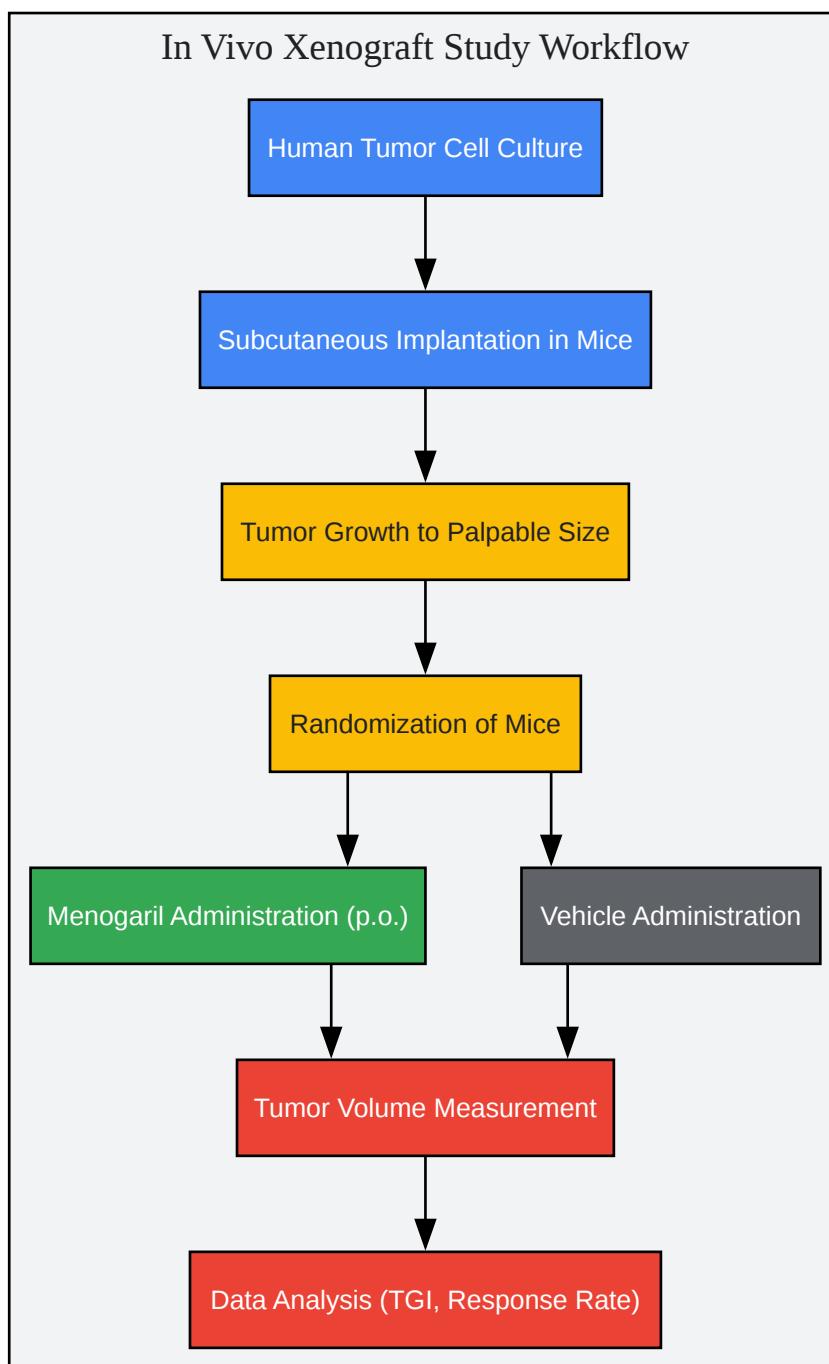 In Vivo Xenograft Study Workflow
Human Tumor Cell Culture
Subcutaneous Implantation in Mice
Tumor Growth to Palpable Size
Randomization of Mice
Menogaril Administration (p.o.)
Vehicle Administration
Tumor Volume Measurement
Data Analysis (TGI, Response Rate)